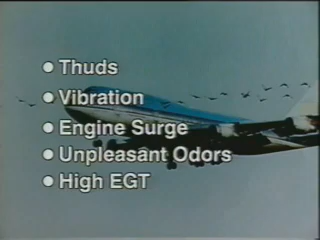 • Thuds
• Vibration
• Engine Surge
• Unpleasant Odors
• High EGT